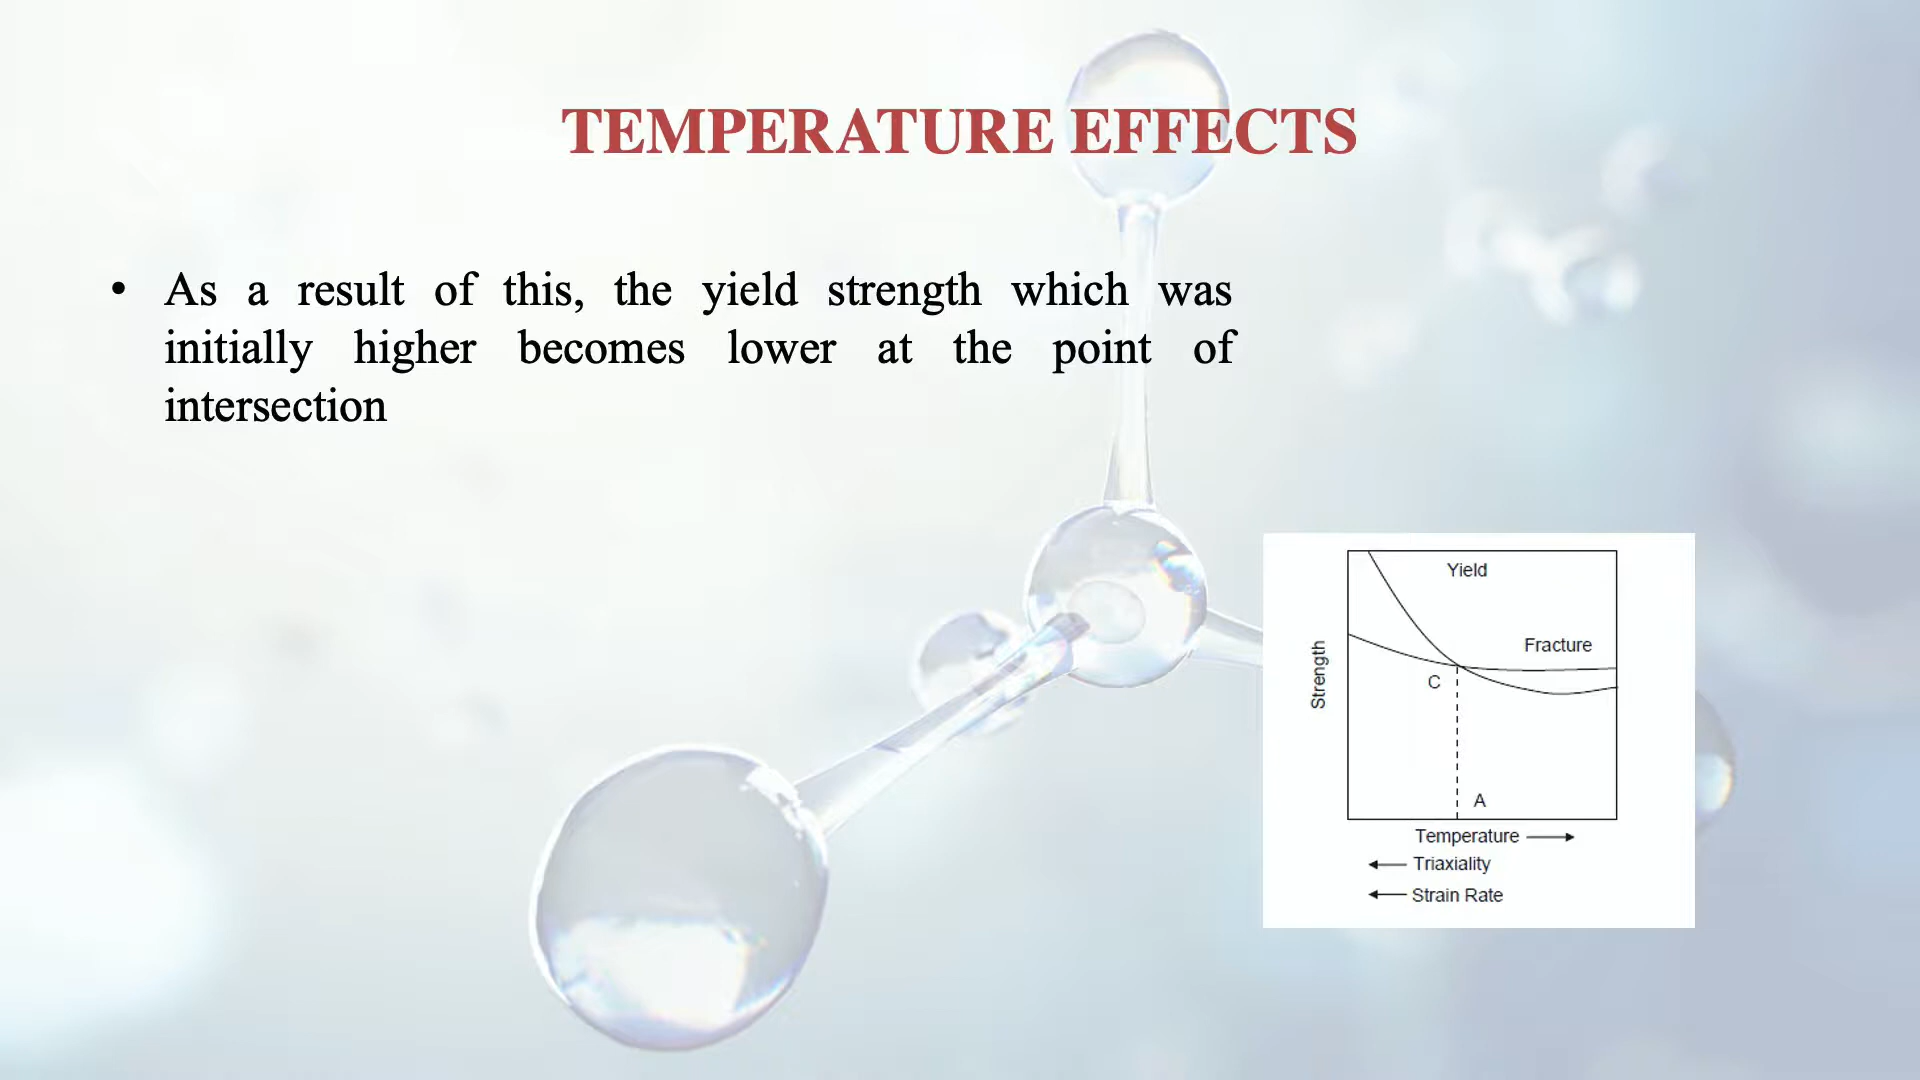 TEMPERATURE EFFECTS
• As a result of this, the yield strength which was
initially higher becomes lower at the point of
intersection
Yield
Fracture
Strength
C
A
Temperature
Triaxiality
Strain Rate